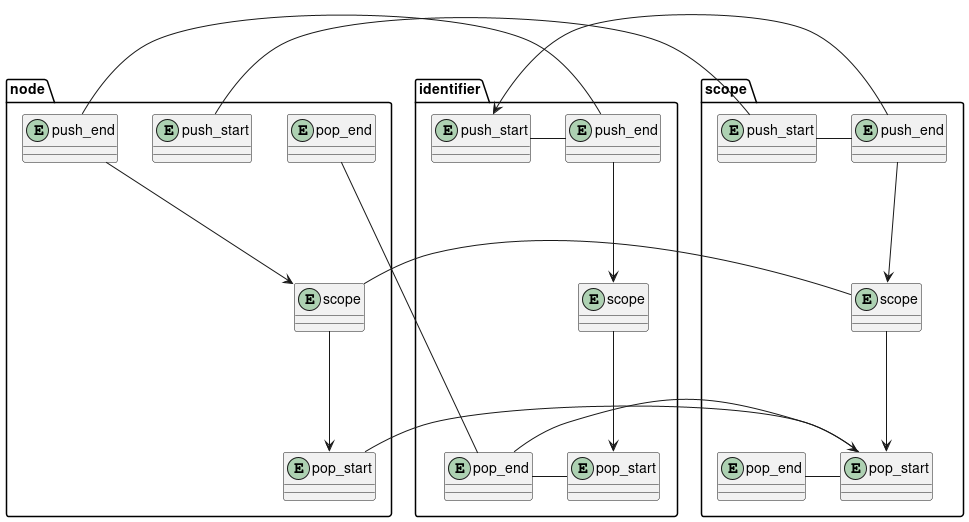 node
identifier
scope
E push_end
E push_start
E pop_end
E push_start
E push_end
E push_start
E push_end
E scope
E scope
E scope
E pop_start
E pop_end
E pop_start
E pop_end
E pop_start